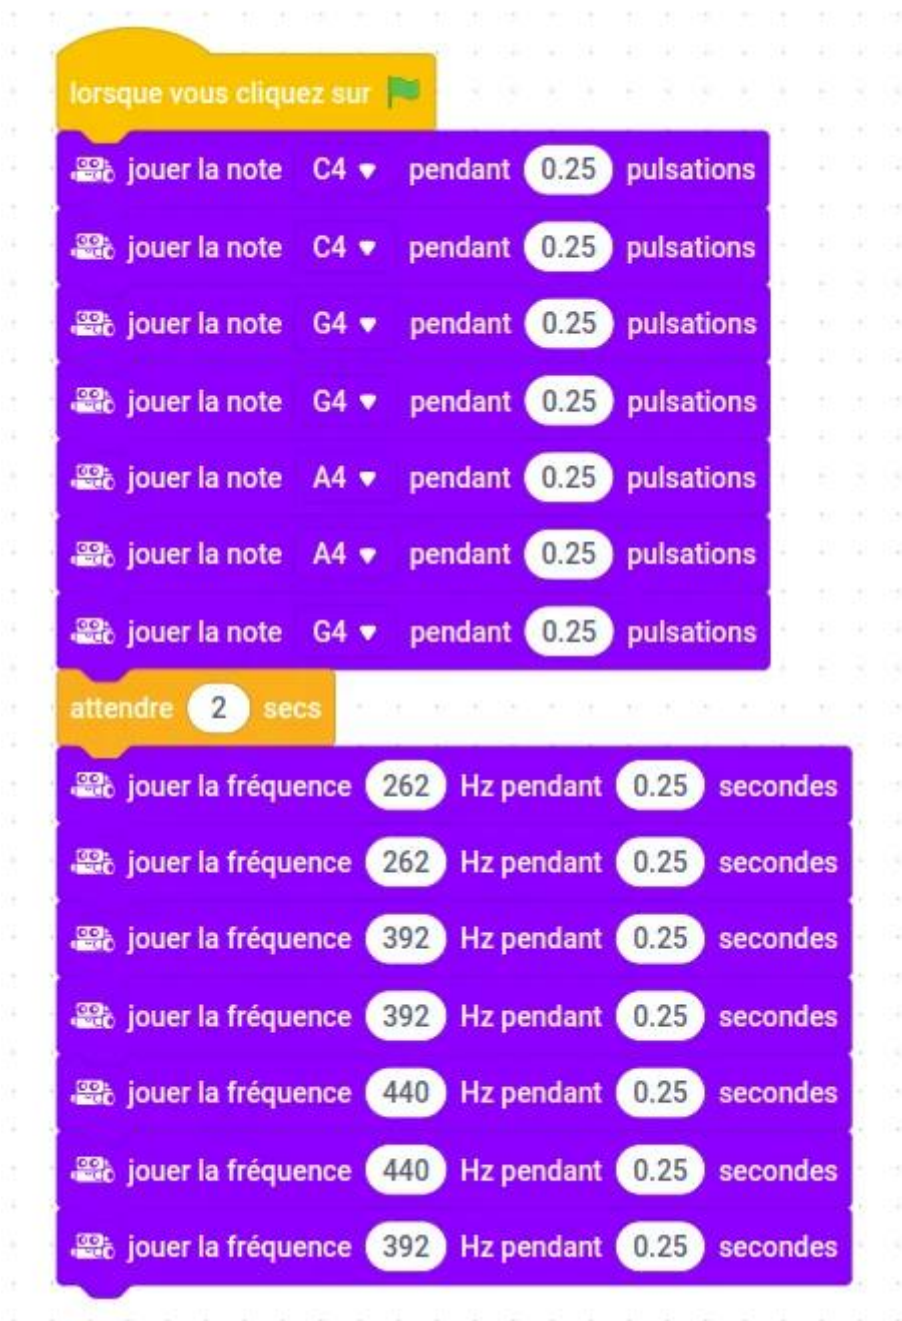 lorsque vous cliquez sur
jouer la note C4 pendant 0.25 pulsations
jouer la note C4 pendant 0.25 pulsations
jouer la note G4 pendant 0.25 pulsations
jouer la note G4 pendant 0.25 pulsations
jouer la note A4 pendant 0.25 pulsations
jouer la note A4 pendant 0.25 pulsations
jouer la note G4 pendant 0.25 pulsations
attendre 2 secs
jouer la fréquence 262 Hz pendant 0.25 secondes
jouer la fréquence 262 Hz pendant 0.25 secondes
jouer la fréquence 392 Hz pendant 0.25 secondes
jouer la fréquence 392 Hz pendant 0.25 secondes
jouer la fréquence 440 Hz pendant 0.25 secondes
jouer la fréquence 440 Hz pendant 0.25 secondes
jouer la fréquence 392 Hz pendant 0.25 secondes